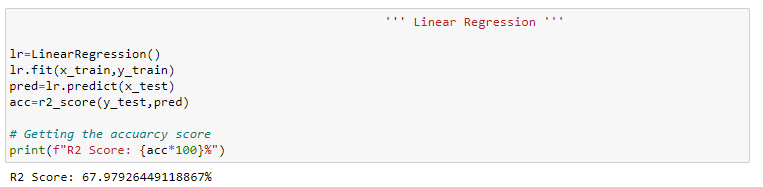 ''' Linear Regression '''
lr=LinearRegression()
lr.fit(x_train,y_train)
pred=lr.predict(x_test)
acc=r2_score(y_test,pred)
# Getting the accuarcy score
print(f"R2 Score: {acc*100}%")
R2 Score: 67.97926449118867%